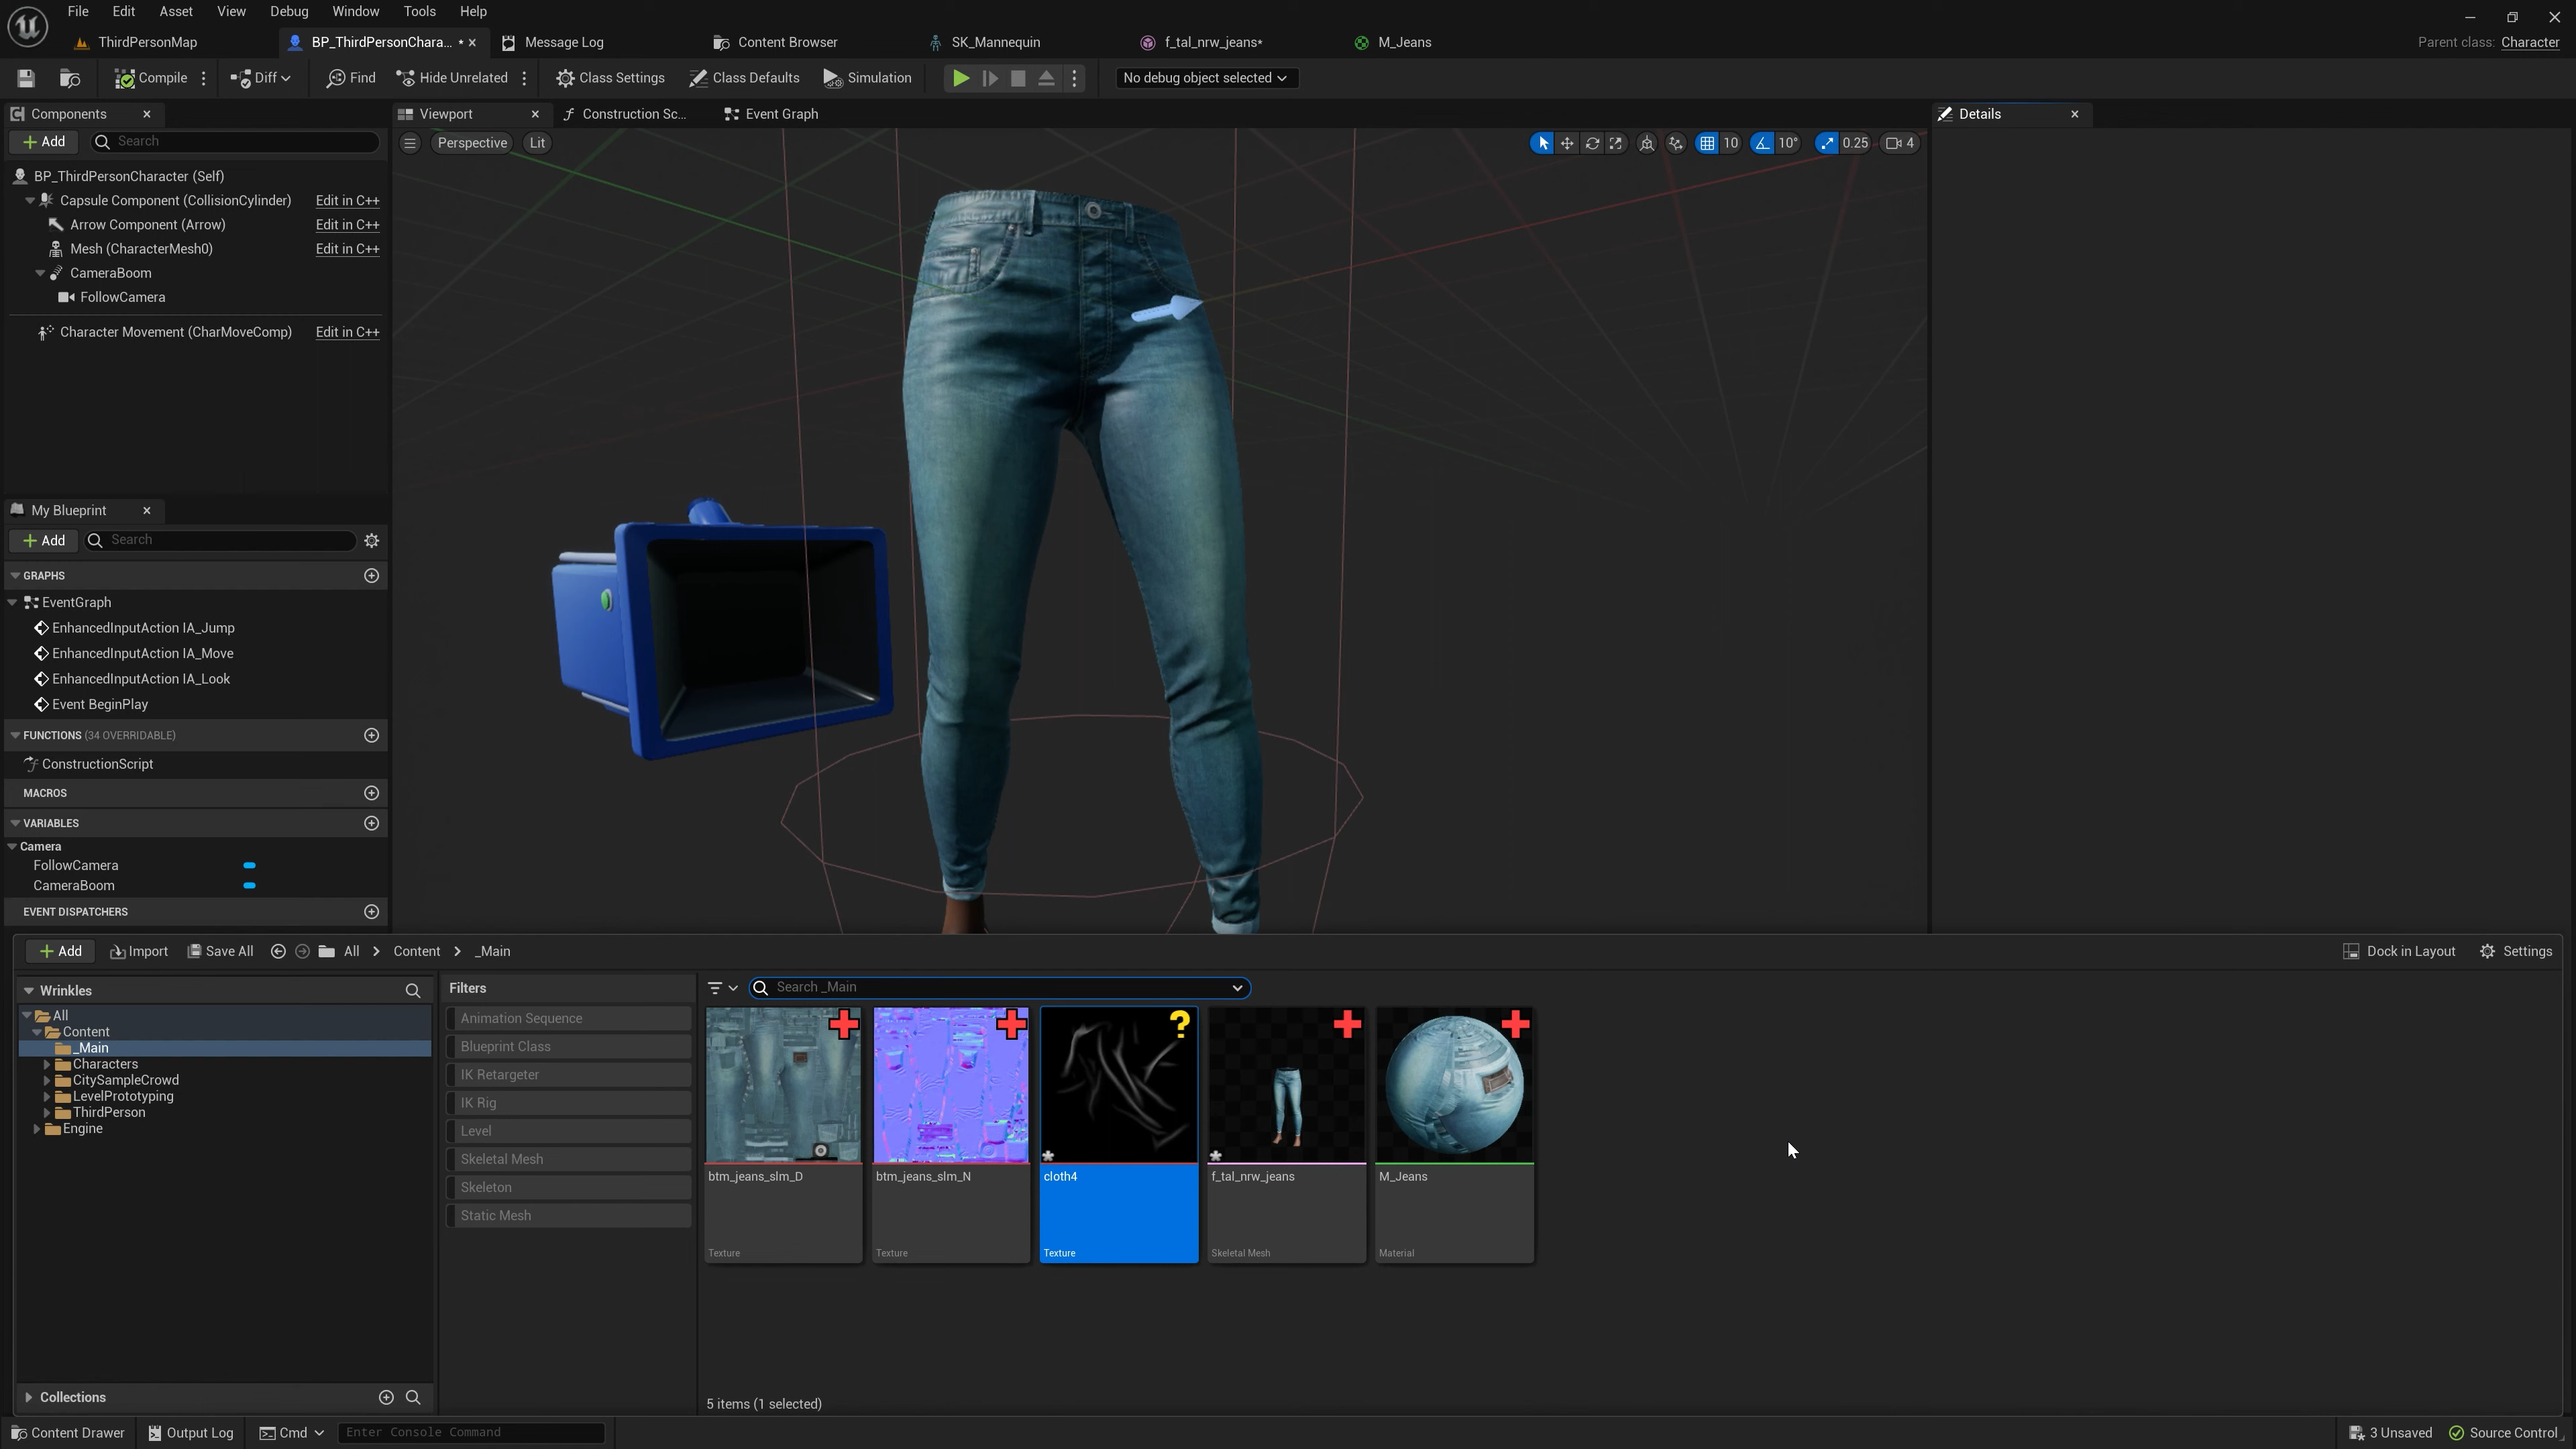 File Edit Asset View Debug Window Tools Help
ThirdPersonMap
BP_ThirdPersonChara... *
Message Log
Content Browser
SK_Mannequin
f_tal_nrw_jeans*
M_Jeans
Parent class: Character
Compile
Diff
Find
Hide Unrelated
Class Settings
Class Defaults
Simulation
No debug object selected
Components
Add
Search
BP_ThirdPersonCharacter (Self)
Capsule Component (CollisionCylinder) Edit in C++
Arrow Component (Arrow) Edit in C++
Mesh (CharacterMesh0) Edit in C++
CameraBoom
FollowCamera
Character Movement (CharMoveComp) Edit in C++
Viewport
Construction Sc...
Event Graph
Perspective
Lit
10
10°
0.25
4
Details
My Blueprint
Add
Search
GRAPHS
EventGraph
EnhancedInputAction IA_Jump
EnhancedInputAction IA_Move
EnhancedInputAction IA_Look
Event BeginPlay
FUNCTIONS (34 OVERRIDABLE)
ConstructionScript
MACROS
VARIABLES
Camera
FollowCamera
CameraBoom
EVENT DISPATCHERS
Add
Import
Save All
All > Content > _Main
Dock in Layout
Settings
Wrinkles
All
Content
_Main
Characters
CitySampleCrowd
LevelPrototyping
ThirdPerson
Engine
Collections
Filters
Animation Sequence
Blueprint Class
IK Retargeter
IK Rig
Level
Skeletal Mesh
Skeleton
Static Mesh
Search _Main
?
btm_jeans_slm_D
Texture
btm_jeans_slm_N
Texture
cloth4
Texture
f_tal_nrw_jeans
Skeletal Mesh
M_Jeans
Material
5 items (1 selected)
Content Drawer
Output Log
Cmd
Enter Console Command
3 Unsaved
Source Control